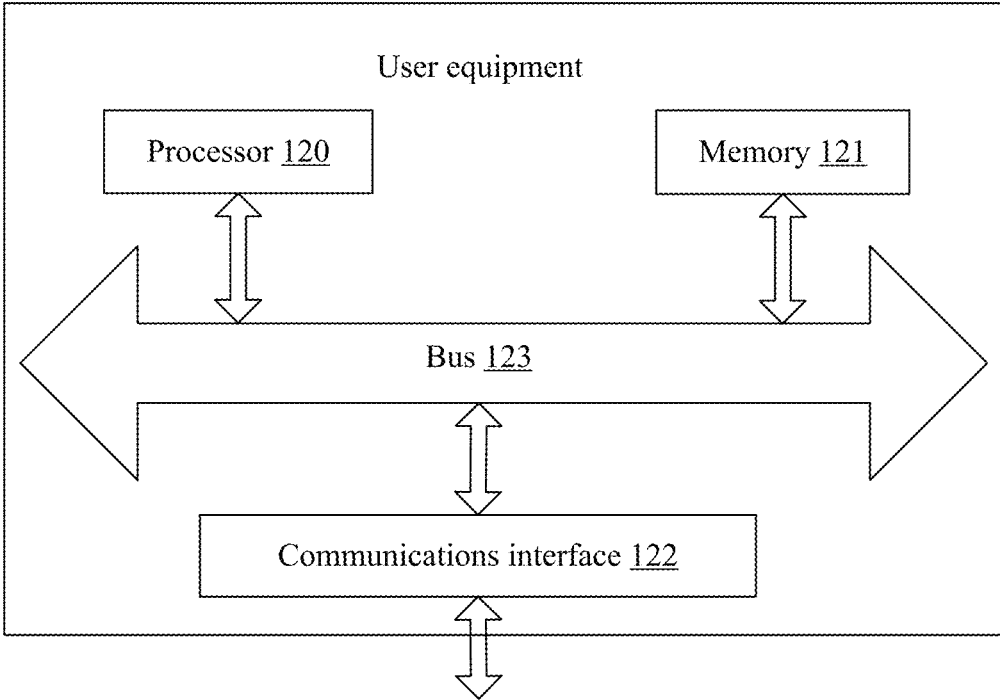 User equipment
Processor 120
Memory 121
Bus 123
Communications interface 122